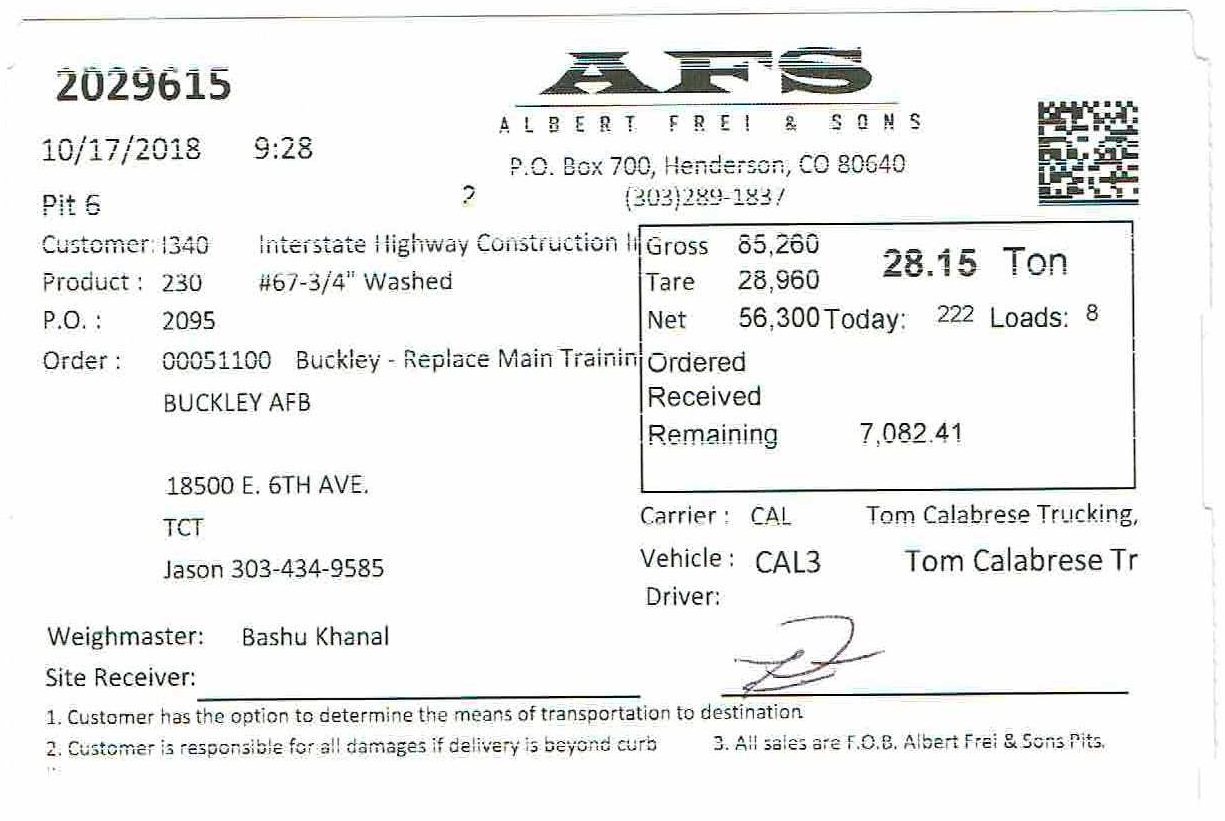 2029615
AFS
ALBERT FREI & SONS
10/17/2018 9:28
P.O. Box 700, Henderson, CO 80640
(303)289-1837
Pit 6
2
Customer: I340 Interstate Highway Construction I
Product : 230 #67-3/4" Washed
P.O. : 2095
Order : 00051100 Buckley - Replace Main Trainin
BUCKLEY AFB
18500 E. 6TH AVE.
TCT
Jason 303-434-9585
Gross 85,260
28.15 Ton
Tare 28,960
Net 56,300 Today: 222 Loads: 8
Ordered
Received
Remaining 7,082.41
Carrier : CAL Tom Calabrese Trucking,
Vehicle : CAL3 Tom Calabrese Tr
Driver:
Weighmaster: Bashu Khanal
Site Receiver:
1. Customer has the option to determine the means of transportation to destination
2. Customer is responsible for all damages if delivery is beyond curb
3. All sales are F.O.B. Albert Frei & Sons Pits.